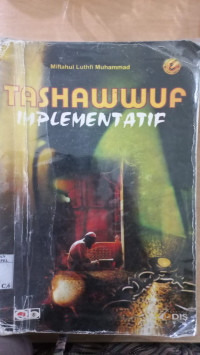 Miftahul Luthfi Muhammad
TASHAWWUF
IMPLEMENTATIF